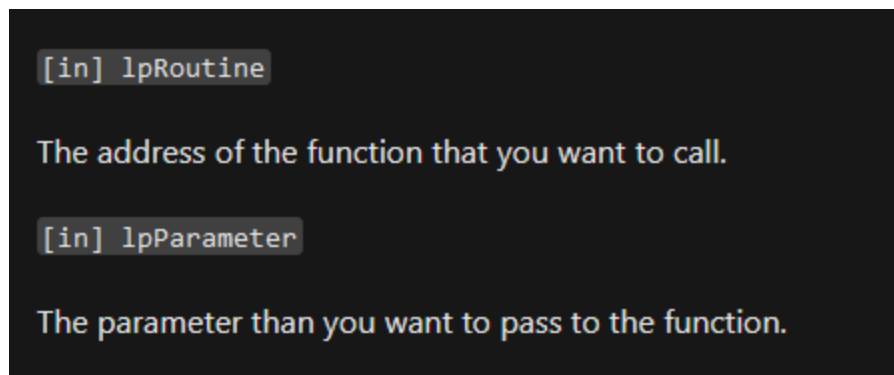 [in] lpRoutine
The address of the function that you want to call.
[in] lpParameter
The parameter than you want to pass to the function.